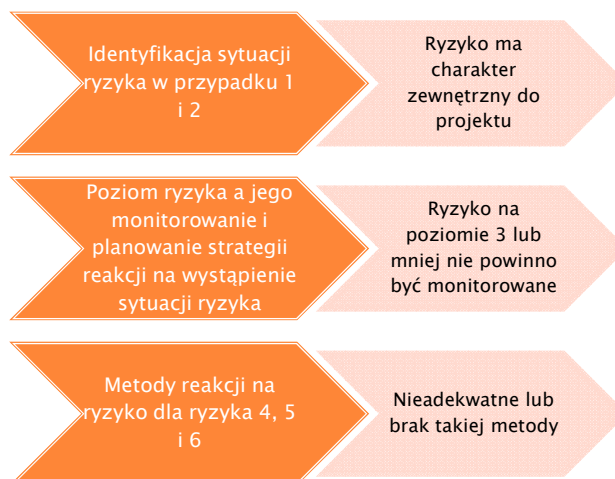 Identyfikacja sytuacji
ryzyka w przypadku 1
i 2
Ryzyko ma
charakter
zewnętrzny do
projektu
Poziom ryzyka a jego
monitorowanie i
planowanie strategii
reakcji na wystąpienie
sytuacji ryzyka
Ryzyko na
poziomie 3 lub
mniej nie powinno
być monitorowane
Metody reakcji na
ryzyko dla ryzyka 4, 5
i 6
Nieadekwatne lub
brak takiej metody